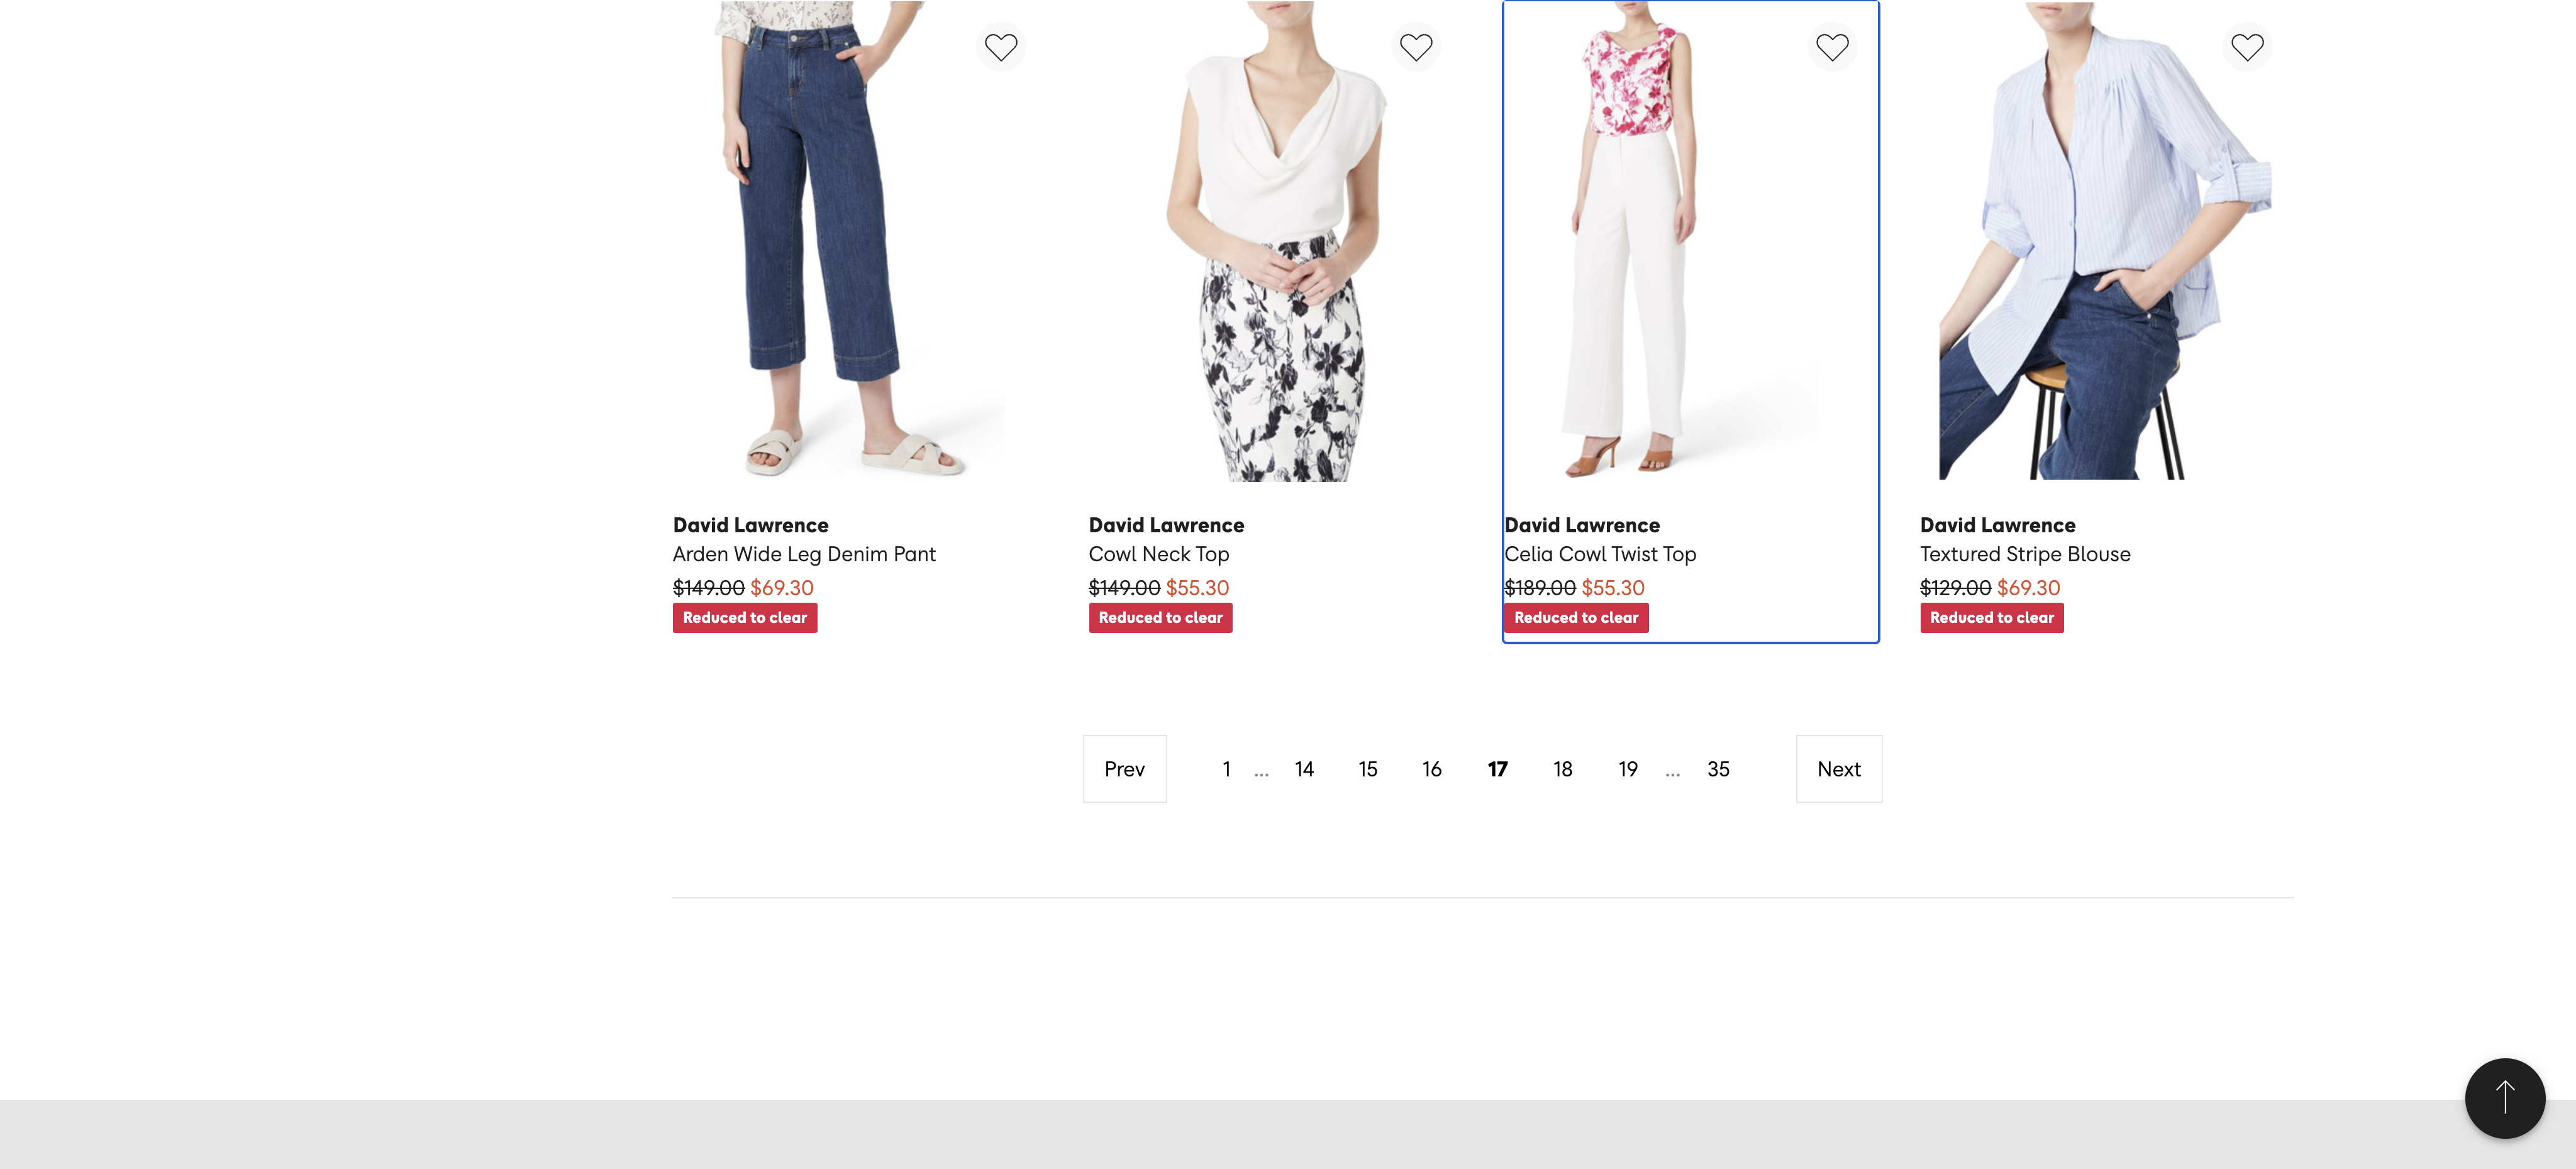 David Lawrence
Arden Wide Leg Denim Pant
$149.00 $69.30
Reduced to clear
David Lawrence
Cowl Neck Top
$149.00 $55.30
Reduced to clear
David Lawrence
Celia Cowl Twist Top
$189.00 $55.30
Reduced to clear
David Lawrence
Textured Stripe Blouse
$129.00 $69.30
Reduced to clear
Prev 1 ... 14 15 16 17 18 19 ... 35 Next